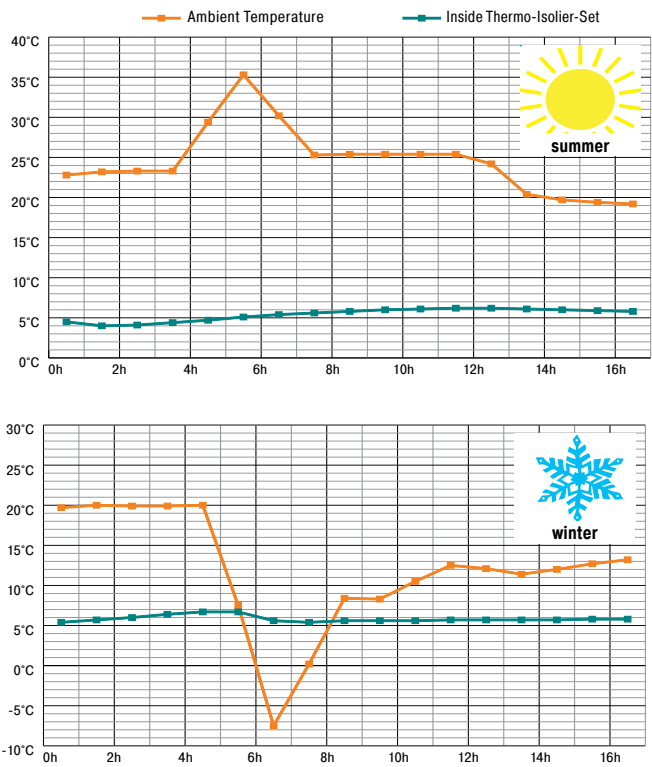 Ambient Temperature Inside Thermo-Isolier-Set
40°C
35°C
30°C
25°C
20°C
15°C
10°C
5°C
0°C
summer
0h 2h 4h 6h 8h 10h 12h 14h 16h
30°C
25°C
20°C
15°C
10°C
5°C
0°C
-5°C
-10°C
winter
0h 2h 4h 6h 8h 10h 12h 14h 16h